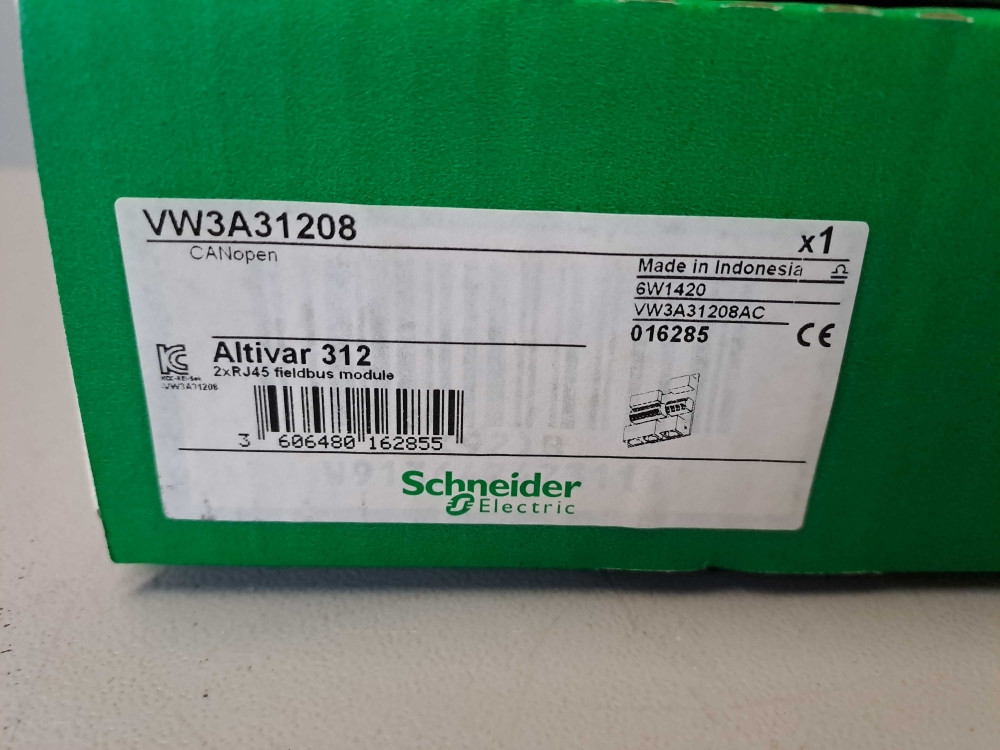 VW3A31208
x1
CANopen
Made in Indonesia
6W1420
VW3A31208AC
016285
CE
Altivar 312
2xRJ45 fieldbus module
VW3A31208
3 606480 162855
Schneider
Electric